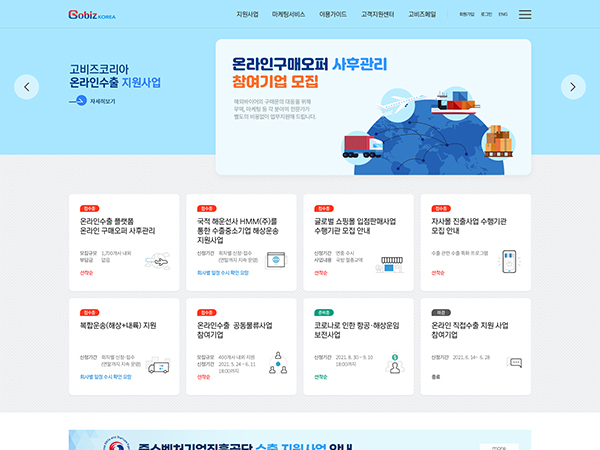 Gobiz KOREA
지원사업 마케팅서비스 이용가이드 고객지원센터 고비즈메일 회원가입 로그인 ENG
고비즈코리아
온라인수출 지원사업
자세히보기
온라인구매오퍼 사후관리
참여기업 모집
해외바이어의 구매문의 대응을 위해
무역, 마케팅 등 각 분야의 전문가가
별도의 비용없이 업무지원해 드립니다.
접수중
온라인수출 플랫폼
온라인 구매오퍼 사후관리
모집규모 1,700개사 내외
부담금 없음
선착순
접수중
국적 해운선사 HMM(주)를
통한 수출중소기업 해상운송
지원사업
신청기간 회차별 신청·접수
(연말까지 지속 운영)
회사별 일정 수시 확인 요망
접수중
글로벌 쇼핑몰 입점판매사업
수행기관 모집 안내
신청기간 연중 수시
사업내용
선착순
접수중
자사몰 진출사업 수행기관
모집 안내
수출 관련 수출 특화 프로그램
선착순
접수중
복합운송(해상+내륙) 지원
신청기간 회차별 신청·접수
(연말까지 지속 운영)
회사별 일정 수시 확인 요망
접수중
온라인수출 공동물류사업
참여기업
모집규모 400개사 내외 지원
신청기간 2021. 5. 24 ~ 6. 11
18:00까지
선착순
준비중
코로나로 인한 항공·해상운임
보전사업
신청기간 2021. 8. 30 ~ 9. 10
18:00까지
선착순
마감
온라인 직접수출 지원 사업
참여기업
신청기간 2021. 6. 14 ~ 6. 28
종료
중소벤처기업진흥공단 수출 지원사업 안내
more